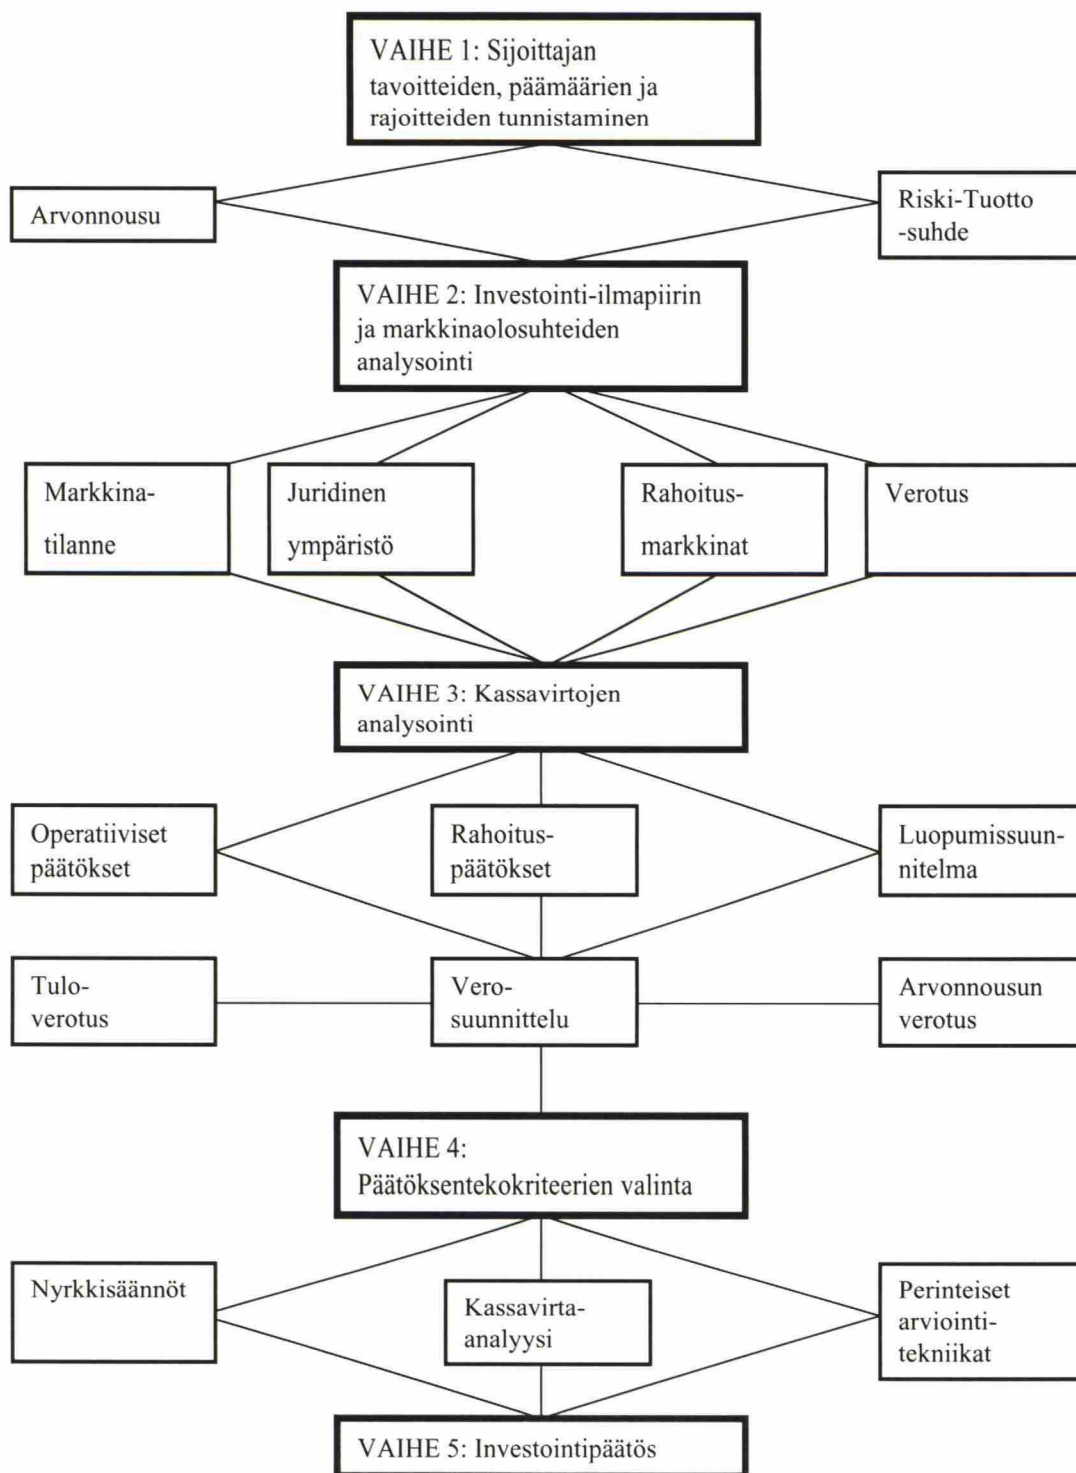 VAIHE 1: Sijoittajan
tavoitteiden, päämäärien ja
rajoitteiden tunnistaminen
Arvonnousu
Riski-Tuotto
-suhde
VAIHE 2: Investointi-ilmapiirin
ja markkinaolosuhteiden
analysointi
Markkina-
tilanne
Juridinen
ympäristö
Rahoitus-
markkinat
Verotus
VAIHE 3: Kassavirtojen
analysointi
Operatiiviset
päätökset
Rahoitus-
päätökset
Luopumissuun-
nitelma
Tulo-
verotus
Vero-
suunnittelu
Arvonnousun
verotus
VAIHE 4:
Päätöksentekokriteerien valinta
Nyrkkisäännöt
Kassavirta-
analyysi
Perinteiset
arviointi-
tekniikat
VAIHE 5: Investointipäätös